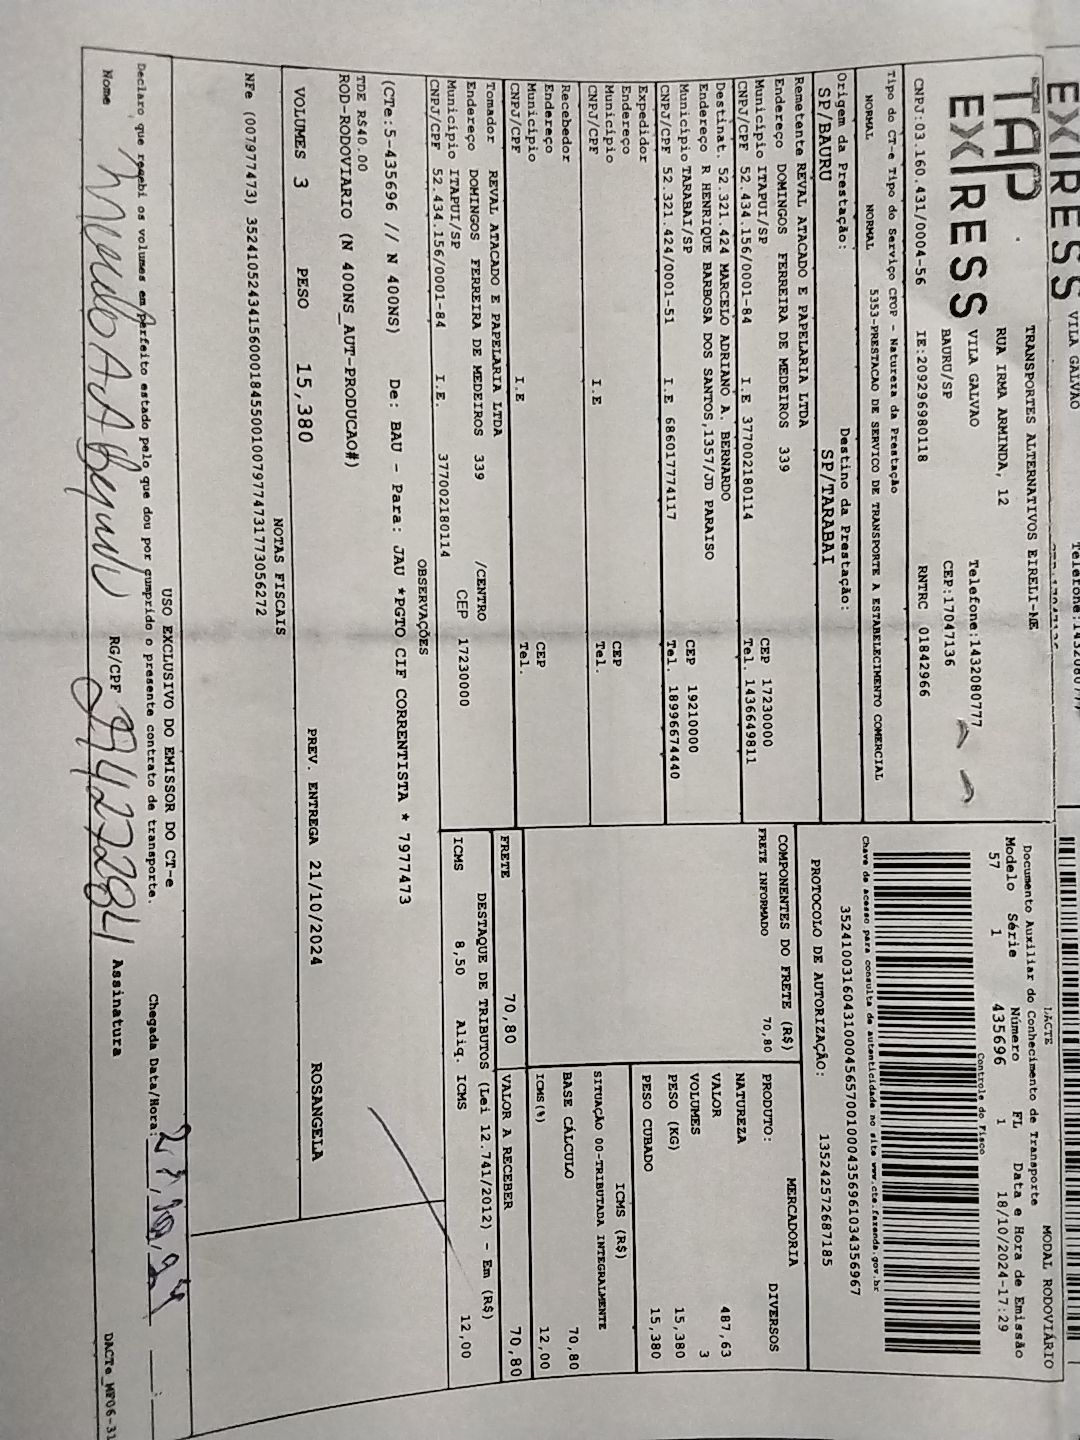 EXPRESS VILA GALVAO
TAP
EXPRESS
TRANSPORTES ALTERNATIVOS EIRELI-ME
RUA IRMA ARMINDA, 12
VILA GALVAO Telefone:1432080777
BAURU/SP CEP:17047136
CNPJ:03.160.431/0004-56 IE:209296980118 RNTRC 01842966
DACTE MODAL RODOVIÁRIO
Documento Auxiliar do Conhecimento de Transporte
Modelo Série Número FL Data e Hora de Emissão
57 1 435696 1 18/10/2024-17:29
Controle do Fisco
Chave de acesso para consulta de autenticidade no site www.cte.fazenda.gov.br
Tipo do CT-e Tipo do Serviço CFOP - Natureza da Prestação
NORMAL NORMAL 5353-PRESTACAO DE SERVICO DE TRANSPORTE A ESTABELECIMENTO COMERCIAL
PROTOCOLO DE AUTORIZAÇÃO: 135242572687185
Origem da Prestação: Destino da Prestação:
SP/BAURU SP/TARABAI
Remetente REVAL ATACADO E PAPELARIA LTDA
Endereço DOMINGOS FERREIRA DE MEDEIROS 339
Município ITAPUI/SP CEP 17230000
CNPJ/CPF 52.434.156/0001-84 I.E 377002180114 Tel. 1436649811
Destinat. 52.321.424 MARCELO ADRIANO A. BERNARDO
Endereço R HENRIQUE BARBOSA DOS SANTOS,1357/JD PARAISO
Município TARABAI/SP CEP 19210000
CNPJ/CPF 52.321.424/0001-51 I.E 686017774117 Tel. 18996674440
Expedidor
Endereço
Município CEP
CNPJ/CPF I.E Tel.
Recebedor
Endereço
Município CEP
CNPJ/CPF I.E Tel.
Tomador REVAL ATACADO E PAPELARIA LTDA
Endereço DOMINGOS FERREIRA DE MEDEIROS 339 /CENTRO
Município ITAPUI/SP CEP 17230000
CNPJ/CPF 52.434.156/0001-84 I.E. 377002180114
COMPONENTES DO FRETE (R$)
FRETE INFORMADO 70,80
FRETE 70,80
MERCADORIA
PRODUTO: DIVERSOS
NATUREZA
VALOR 487,63
VOLUMES 3
PESO (KG) 15,380
PESO CUBADO 15,380
ICMS (R$)
SITUAÇÃO 00-TRIBUTADA INTEGRALMENTE
BASE CÁLCULO 70,80
ICMS(%) 12,00
VALOR A RECEBER 70,80
DESTAQUE DE TRIBUTOS (Lei 12.741/2012) - Em (R$)
ICMS 8,50 Aliq. ICMS 12,00
OBSERVAÇÕES
(CTe:5-435696 // N 400NS) De: BAU - Para: JAU *PGTO CIF CORRENTISTA * 7977473
TDE R$40.00
ROD-RODOVIARIO (N 400NS_AUT-PRODUCAO#)
VOLUMES 3 PESO 15,380 PREV. ENTREGA 21/10/2024 ROSANGELA
NOTAS FISCAIS
NFe (007977473) 35241052434156000184550010079774731773056272
USO EXCLUSIVO DO EMISSOR DO CT-e
Declaro que recebi os volumes em perfeito estado pelo que dou por cumprido o presente contrato de transporte. Chegada Data/Hora:
Nome RG/CPF Assinatura